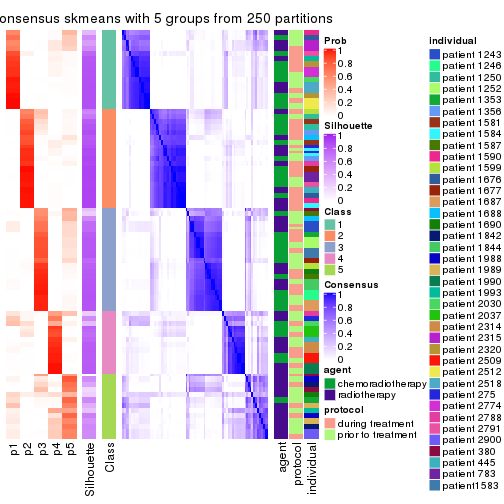 onsensus skmeans with 5 groups from 250 partitions
Prob
1
0.8
0.6
0.4
0.2
0
Silhouette
1
0.8
0.6
0.4
0.2
0
Class
1
2
3
4
5
Consensus
1
0.8
0.6
0.4
0.2
0
agent
chemoradiotherapy
radiotherapy
protocol
during treatment
prior to treatment
individual
patient 1243
patient 1246
patient 1250
patient 1252
patient 1353
patient 1356
patient 1581
patient 1584
patient 1587
patient 1590
patient 1599
patient 1676
patient 1677
patient 1687
patient 1688
patient 1690
patient 1842
patient 1844
patient 1988
patient 1989
patient 1990
patient 1993
patient 2030
patient 2037
patient 2314
patient 2315
patient 2320
patient 2509
patient 2512
patient 2518
patient 275
patient 2774
patient 2788
patient 2791
patient 2900
patient 380
patient 445
patient 783
patient1583
p1
p2
p3
p4
p5
Silhouette
Class
agent
protocol
individual